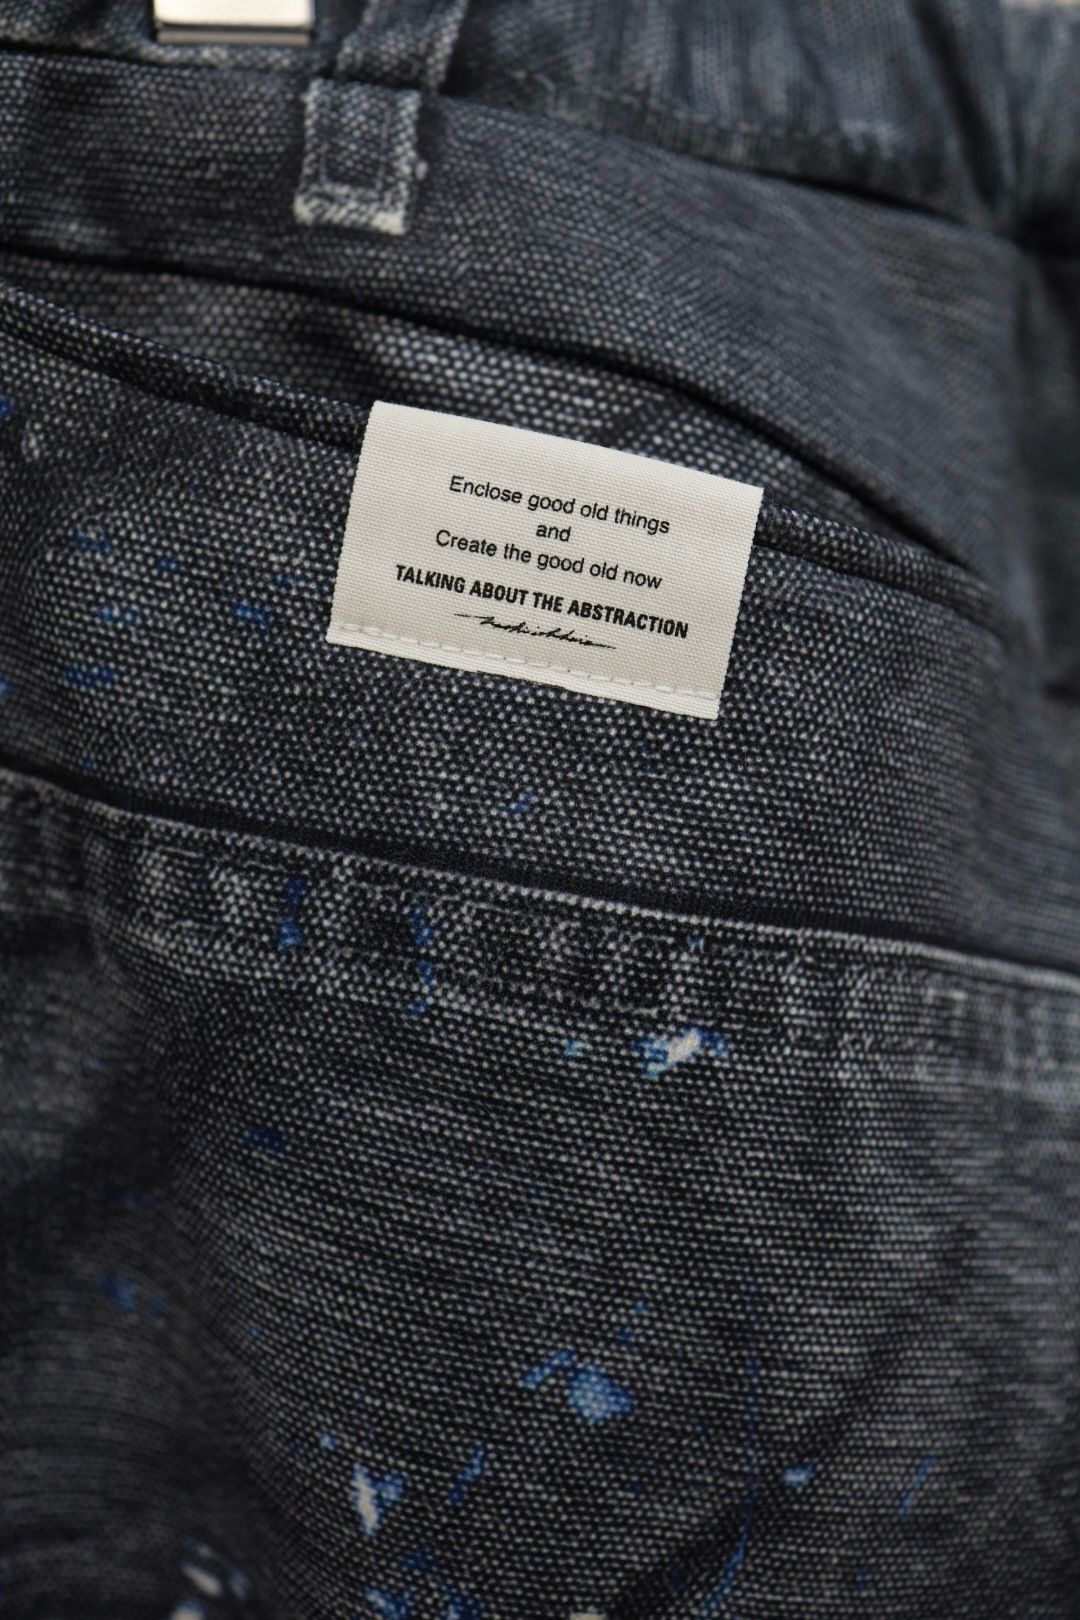 Enclose good old things
and
Create the good old now
TALKING ABOUT THE ABSTRACTION